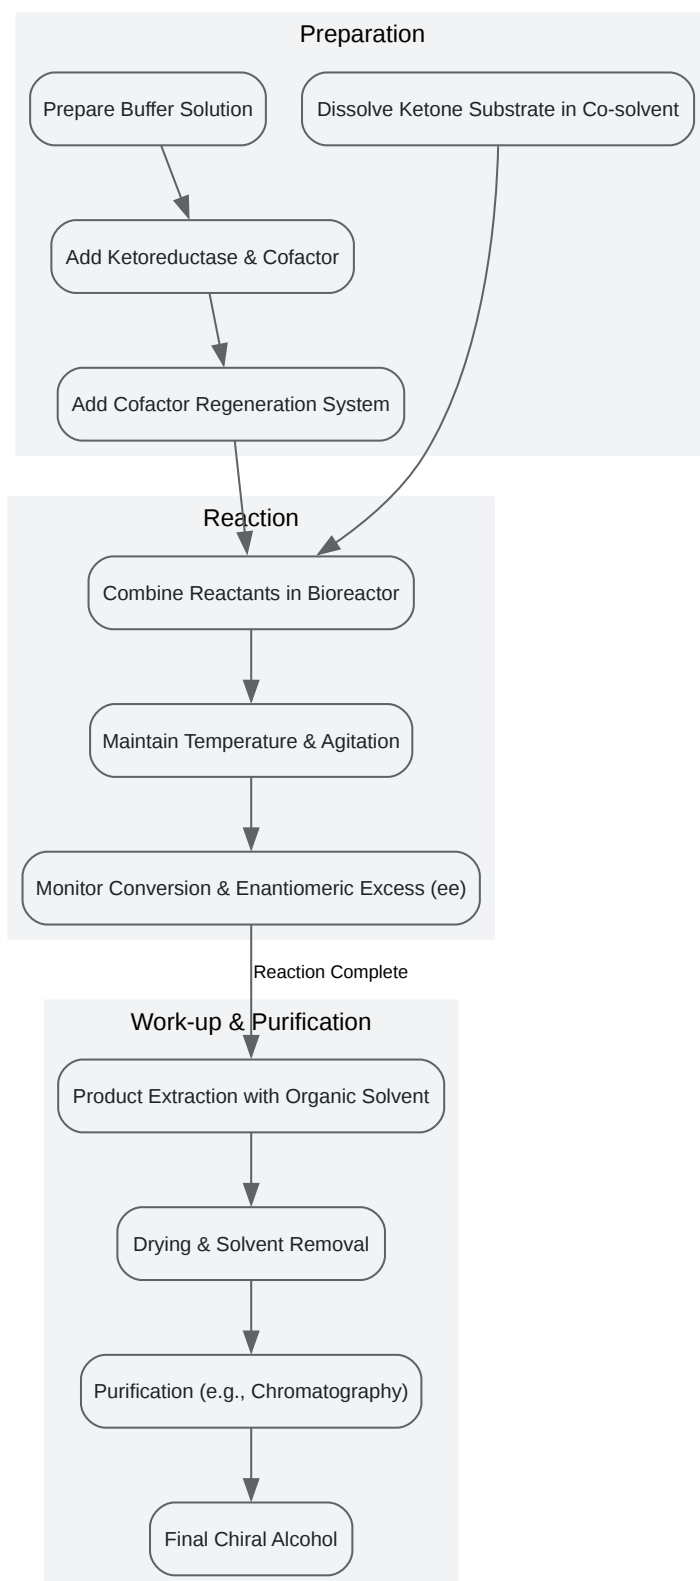 Preparation
Prepare Buffer Solution
Dissolve Ketone Substrate in Co-solvent
Add Ketoreductase & Cofactor
Add Cofactor Regeneration System
Reaction
Combine Reactants in Bioreactor
Maintain Temperature & Agitation
Monitor Conversion & Enantiomeric Excess (ee)
Reaction Complete
Work-up & Purification
Product Extraction with Organic Solvent
Drying & Solvent Removal
Purification (e.g., Chromatography)
Final Chiral Alcohol